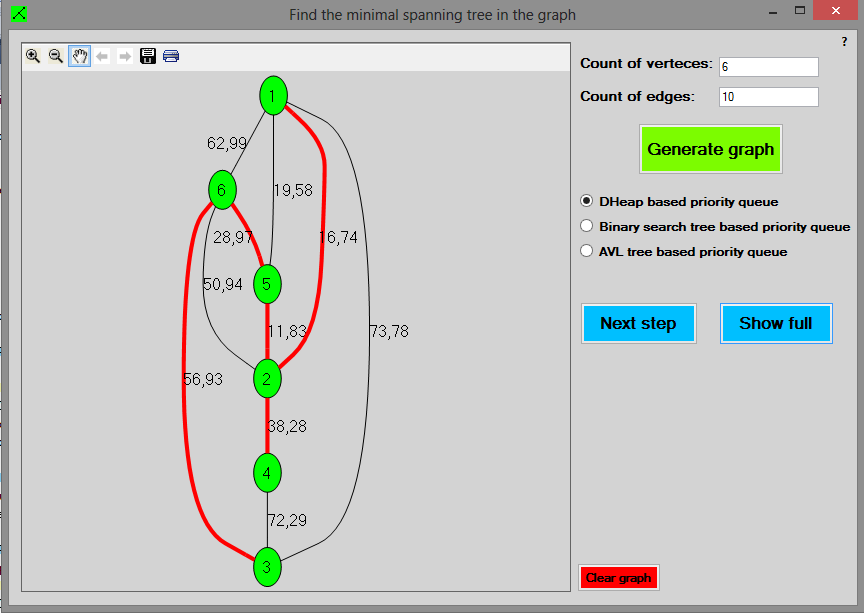 Find the minimal spanning tree in the graph
?
Count of verteces: 6
Count of edges: 10
Generate graph
DHeap based priority queue
Binary search tree based priority queue
AVL tree based priority queue
Next step
Show full
Clear graph
1
62,99
6
19,58
28,97
16,74
50,94
5
11,83
73,78
56,93
2
38,28
4
72,29
3